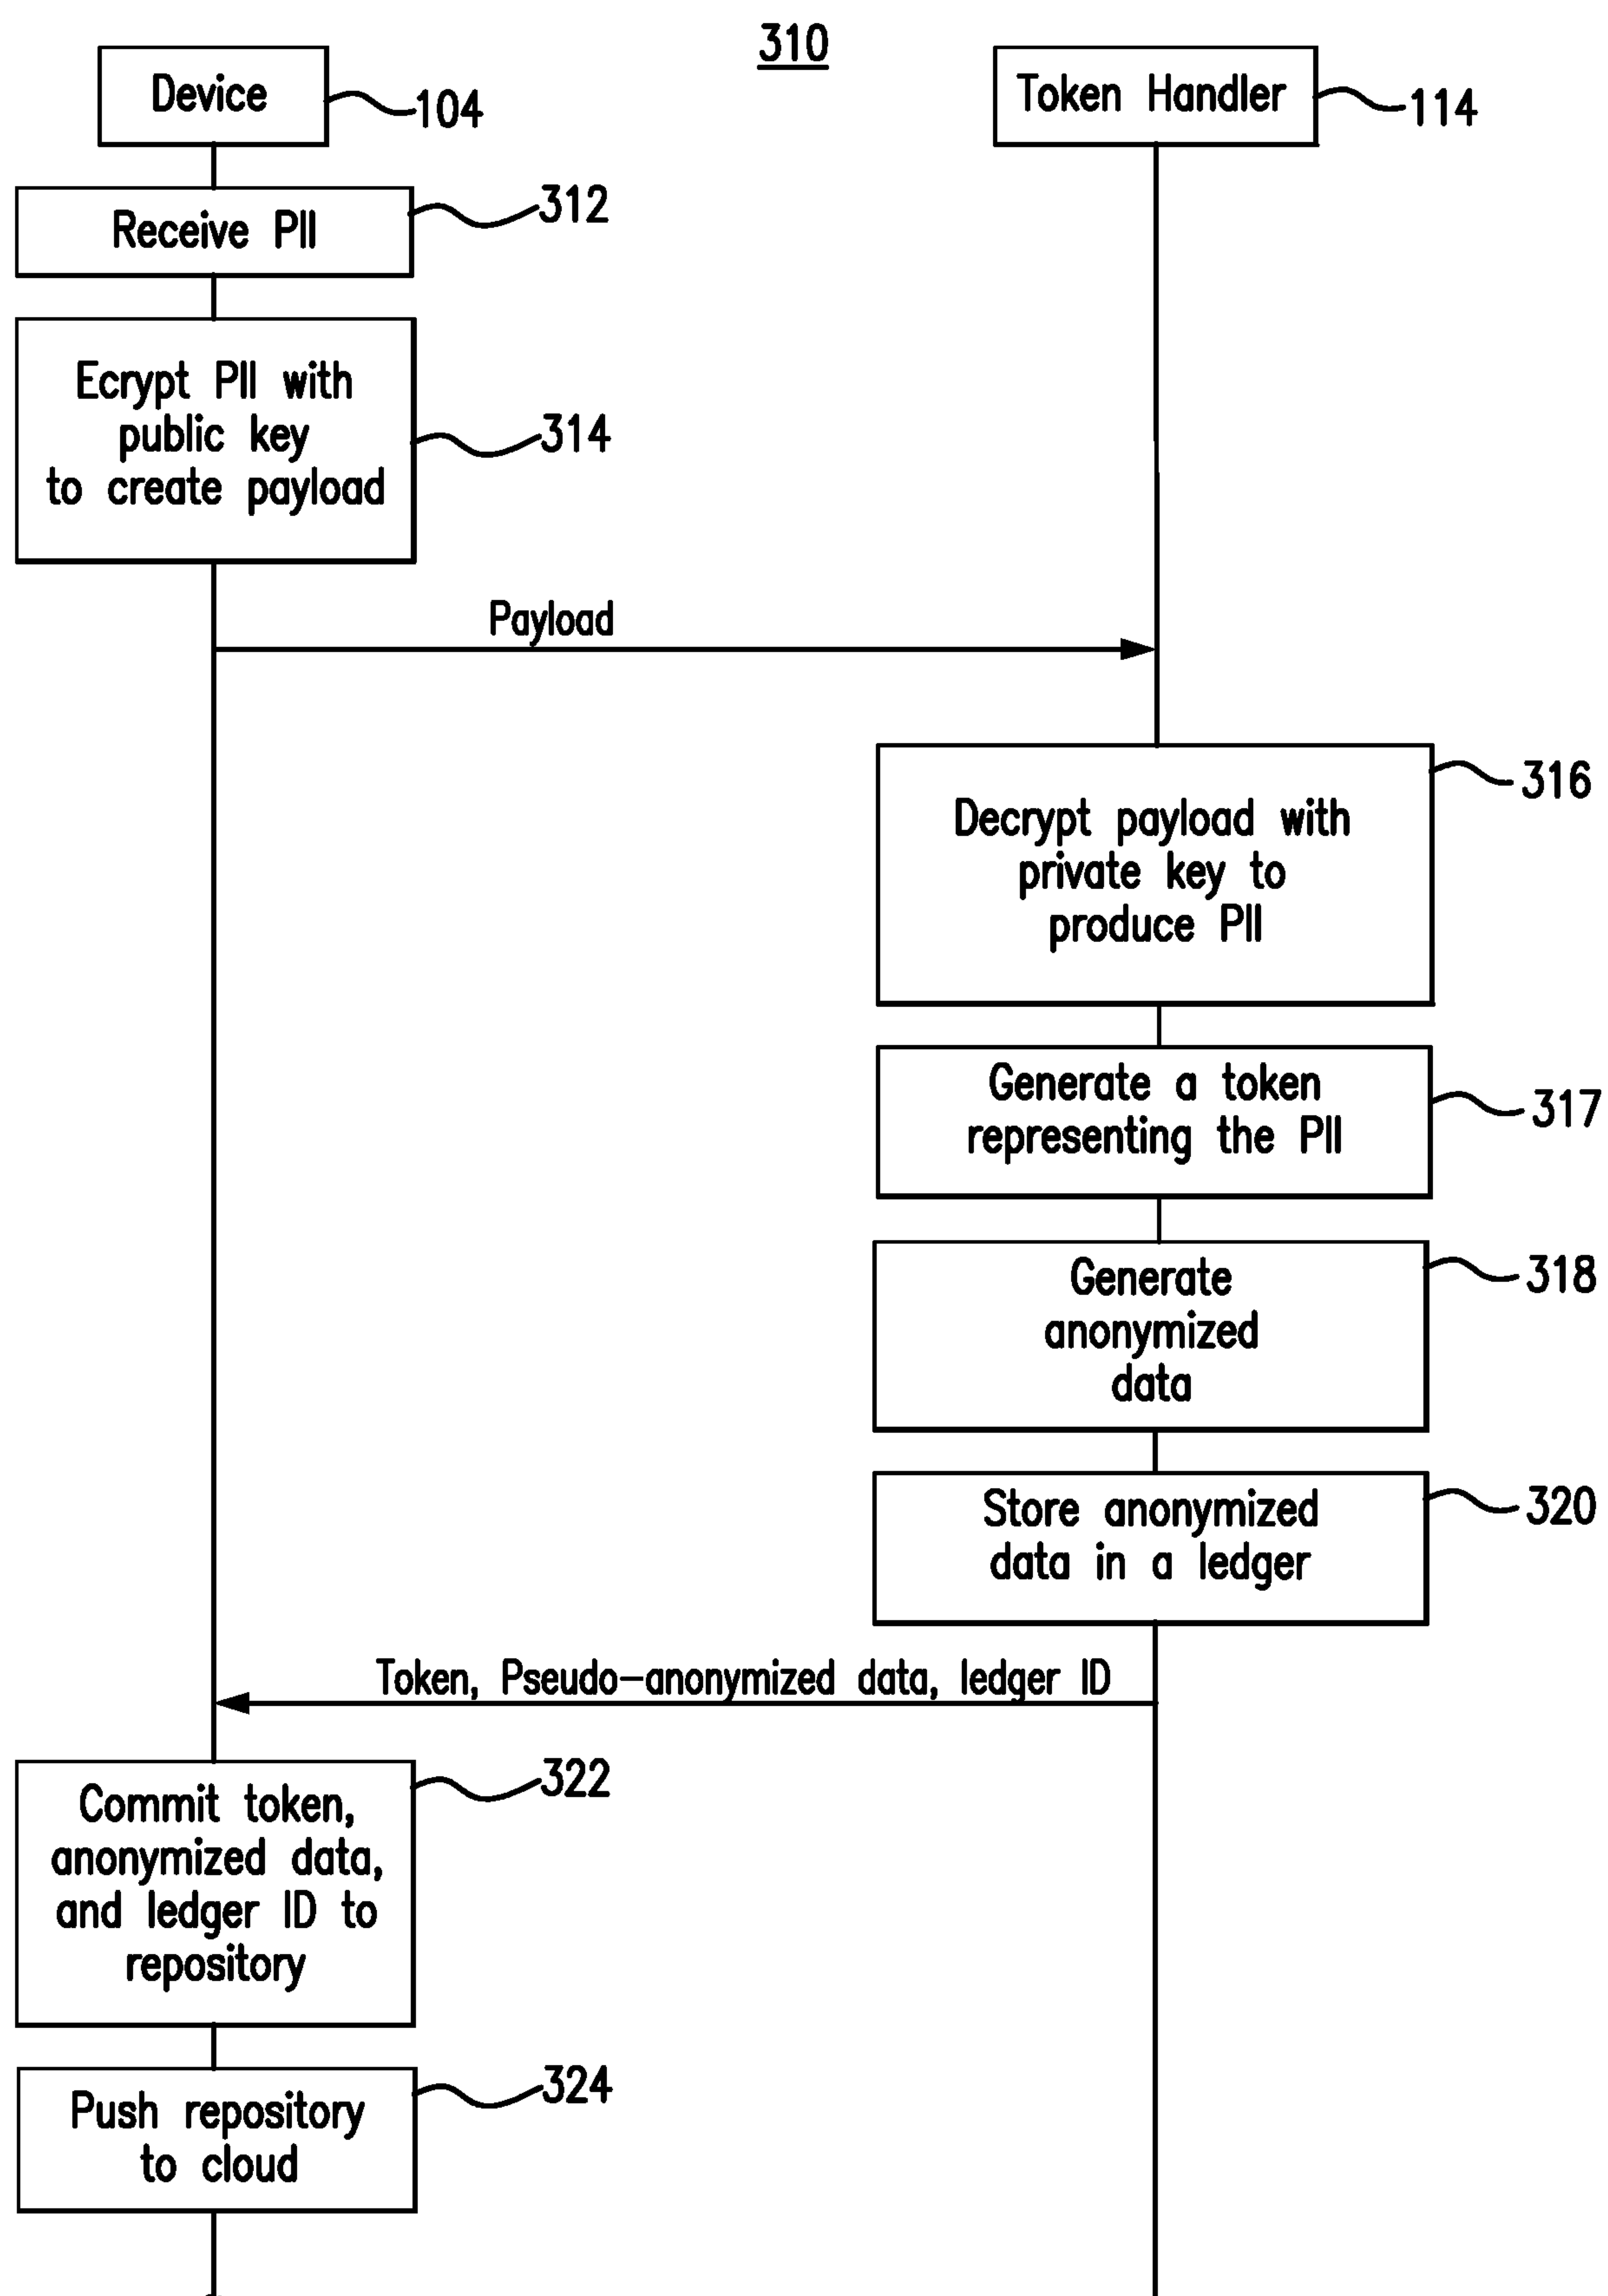 310
Device
104
Token Handler
114
Receive PII
312
Ecrypt PII with
public key
to create payload
314
Payload
Decrypt payload with
private key to
produce PII
316
Generate a token
representing the PII
317
Generate
anonymized
data
318
Store anonymized
data in a ledger
320
Token, Pseudo-anonymized data, ledger ID
Commit token,
anonymized data,
and ledger ID to
repository
322
Push repository
to cloud
324